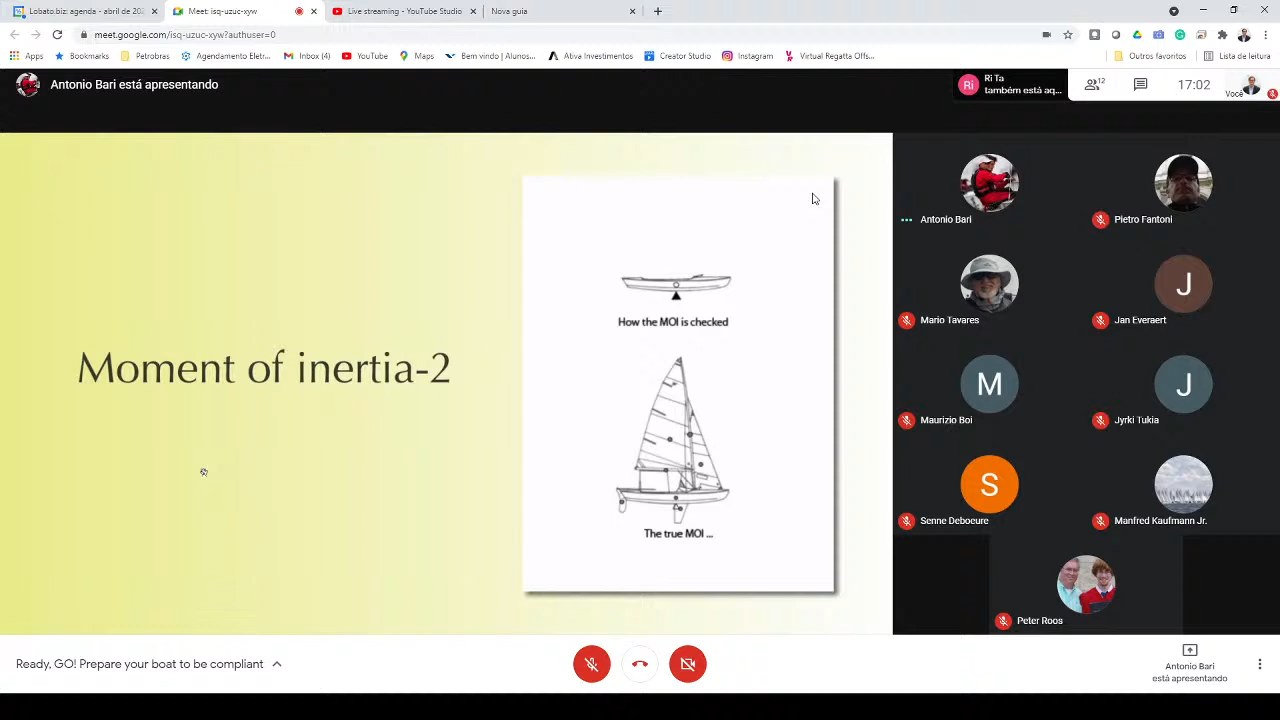 Lobato.biz: agenda - abril de 202
Meet: isq-uzuc-xyw
Live streaming - YouTube Studio
Nova guia
meet.google.com/isq-uzuc-xyw?authuser=0
Apps
Bookmarks
Petrobras
Agendamento Eletr...
Inbox (4)
YouTube
Maps
Bem vindo | Alunos...
Ativa Investimentos
Creator Studio
Instagram
Virtual Regatta Offs...
Outros favoritos
Lista de leitura
Antonio Bari está apresentando
Ri
Ri Ta
também está aq...
12
17:02
Você
How the MOI is checked
Moment of inertia-2
The true MOI ...
Antonio Bari
Pietro Fantoni
Mario Tavares
J
Jan Everaert
M
Maurizio Boi
J
Jyrki Tukia
S
Senne Deboeure
Manfred Kaufmann Jr.
Peter Roos
Ready, GO! Prepare your boat to be compliant
Antonio Bari
está apresentando